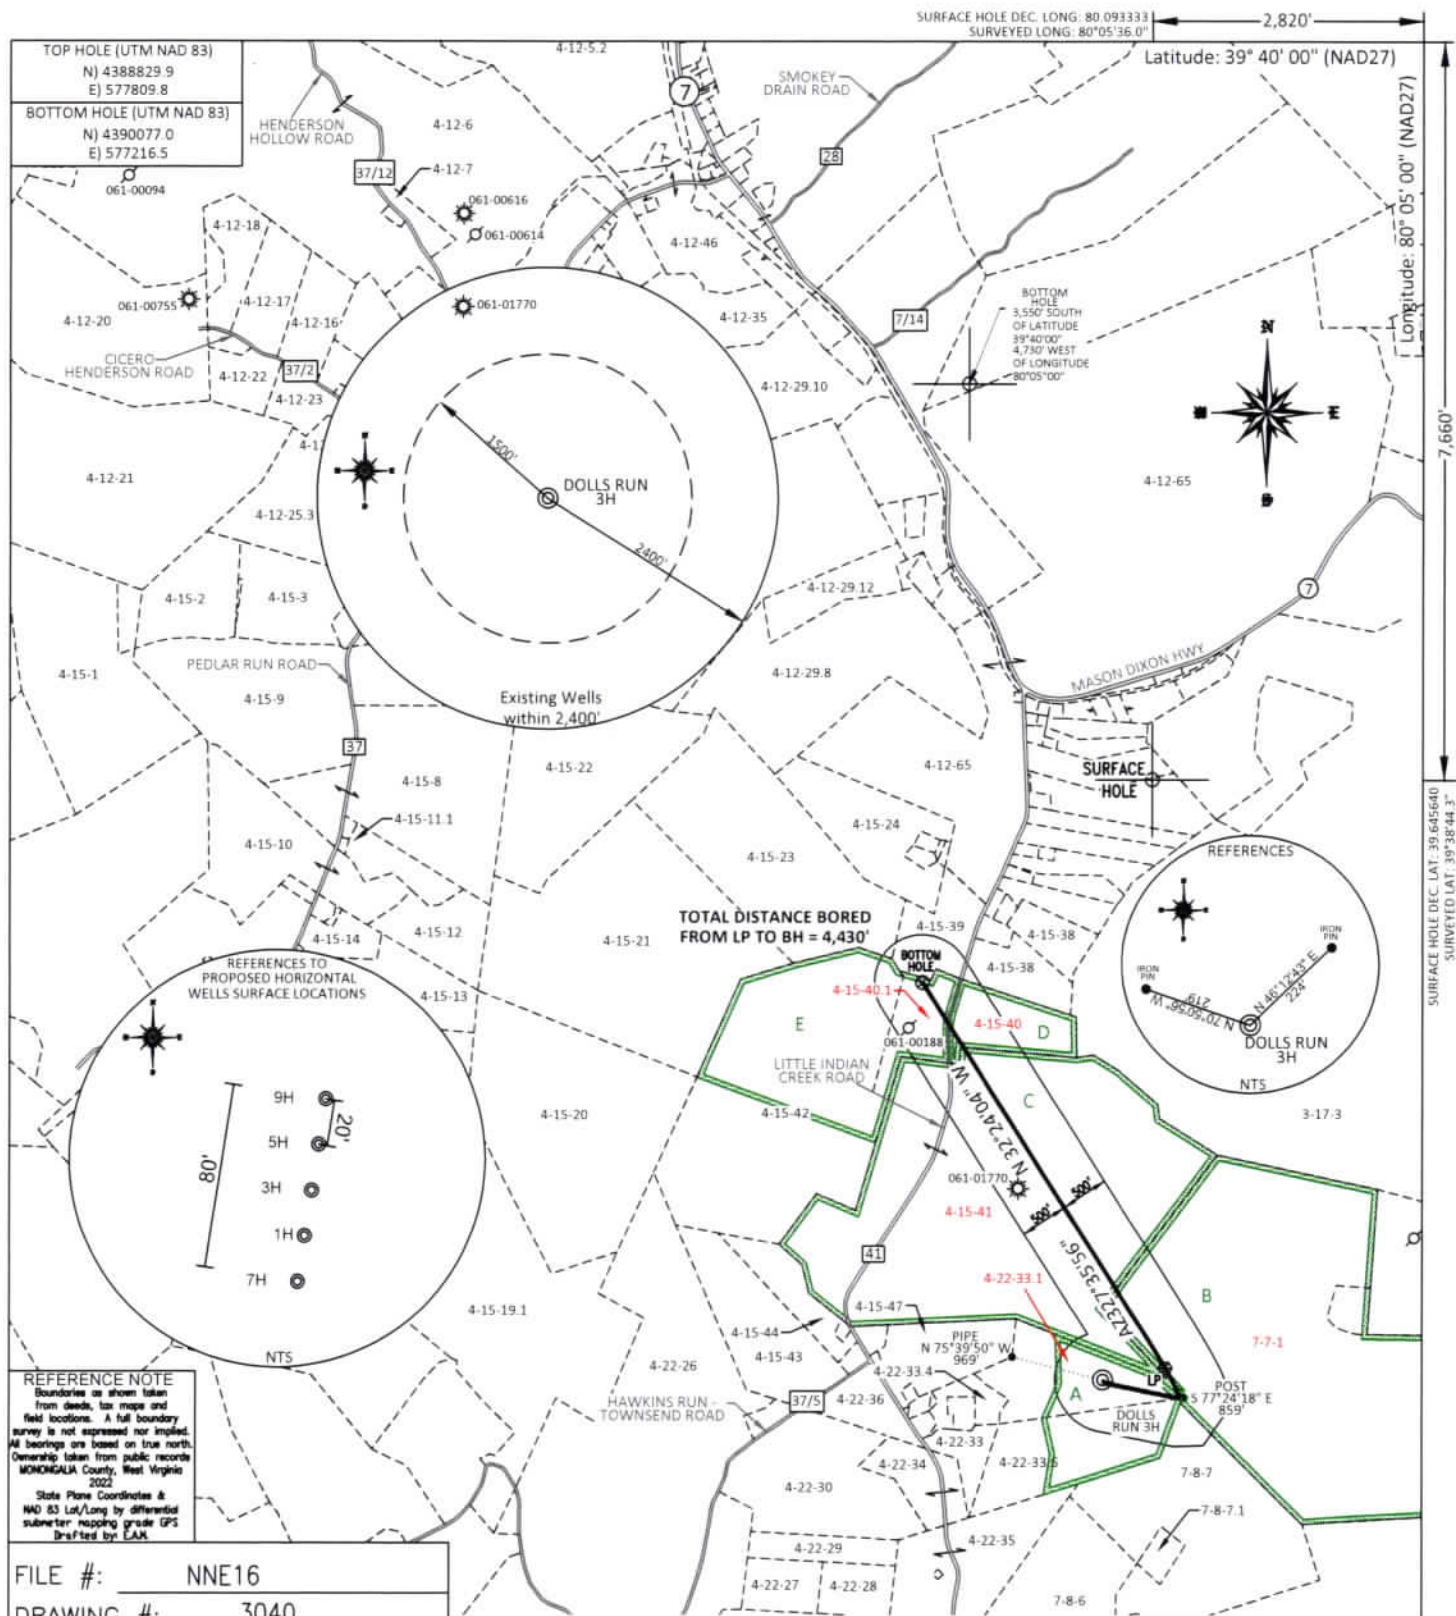 SURFACE HOLE DEC. LONG: 80.093333
SURVEYED LONG: 80°05'36.0"
2,820'
Latitude: 39° 40' 00" (NAD27)
Longitude: 80° 05' 00" (NAD27)
7,660'
SURFACE HOLE DEC. LAT: 39.645640
SURVEYED LAT: 39°38'44.3"
TOP HOLE (UTM NAD 83)
N) 4388829.9
E) 577809.8
BOTTOM HOLE (UTM NAD 83)
N) 4390077.0
E) 577216.5
061-00094
HENDERSON
HOLLOW ROAD
4-12-5.2
7
SMOKEY
DRAIN ROAD
4-12-6
28
37/12
4-12-7
061-00616
061-00614
4-12-18
4-12-46
061-00755
4-12-17
061-01770
4-12-20
4-12-16
4-12-35
7/14
BOTTOM
HOLE
3,550' SOUTH
OF LATITUDE
39°40'00"
4,730' WEST
OF LONGITUDE
80°05'00"
CICERO
HENDERSON ROAD
37/2
4-12-22
4-12-23
4-12-29.10
4-1
1500'
DOLLS RUN
3H
2400'
4-12-21
4-12-65
4-12-25.3
4-15-2
4-15-3
4-12-29.12
7
PEDLAR RUN ROAD
4-15-1
4-15-9
4-12-29.8
MASON DIXON HWY
Existing Wells
within 2,400'
37
4-15-8
4-15-22
4-12-65
SURFACE
HOLE
4-15-11.1
4-15-24
4-15-10
4-15-23
REFERENCES
IRON
PIN
IRON
PIN
N 46°12'43" E
224'
N 70°50'56" W
219'
DOLLS RUN
3H
NTS
TOTAL DISTANCE BORED
FROM LP TO BH = 4,430'
4-15-14
4-15-12
4-15-21
4-15-39
4-15-38
4-15-38
BOTTOM
HOLE
REFERENCES TO
PROPOSED HORIZONTAL
WELLS SURFACE LOCATIONS
4-15-13
4-15-40.1
E
4-15-40
D
061-00188
LITTLE INDIAN
CREEK ROAD
9H
20'
5H
80'
3H
1H
7H
NTS
4-15-20
4-15-42
C
3-17-3
N 32°24'04" W
061-01770
500'
500'
4-15-41
AZ327°35'56"
41
4-22-33.1
B
4-15-19.1
4-15-47
4-15-44
PIPE
N 75°39'50" W
969'
7-7-1
4-15-43
4-22-26
4-22-33.4
LP
POST
S 77°24'18" E
859'
A
37/5
4-22-36
HAWKINS RUN -
TOWNSEND ROAD
DOLLS
RUN 3H
4-22-33
4-22-34
4-22-33.5
7-8-7
4-22-30
7-8-7.1
4-22-35
4-22-29
4-22-27
4-22-28
7-8-6
REFERENCE NOTE
Boundaries as shown taken
from deeds, tax maps and
field locations. A full boundary
survey is not expressed nor implied.
All bearings are based on true north.
Ownership taken from public records
MONONGALIA County, West Virginia
2022
State Plane Coordinates &
NAD 83 Lat/Long by differential
submeter mapping grade GPS
Drafted by: E.A.M.
FILE #: NNE16
DRAWING #: 3040